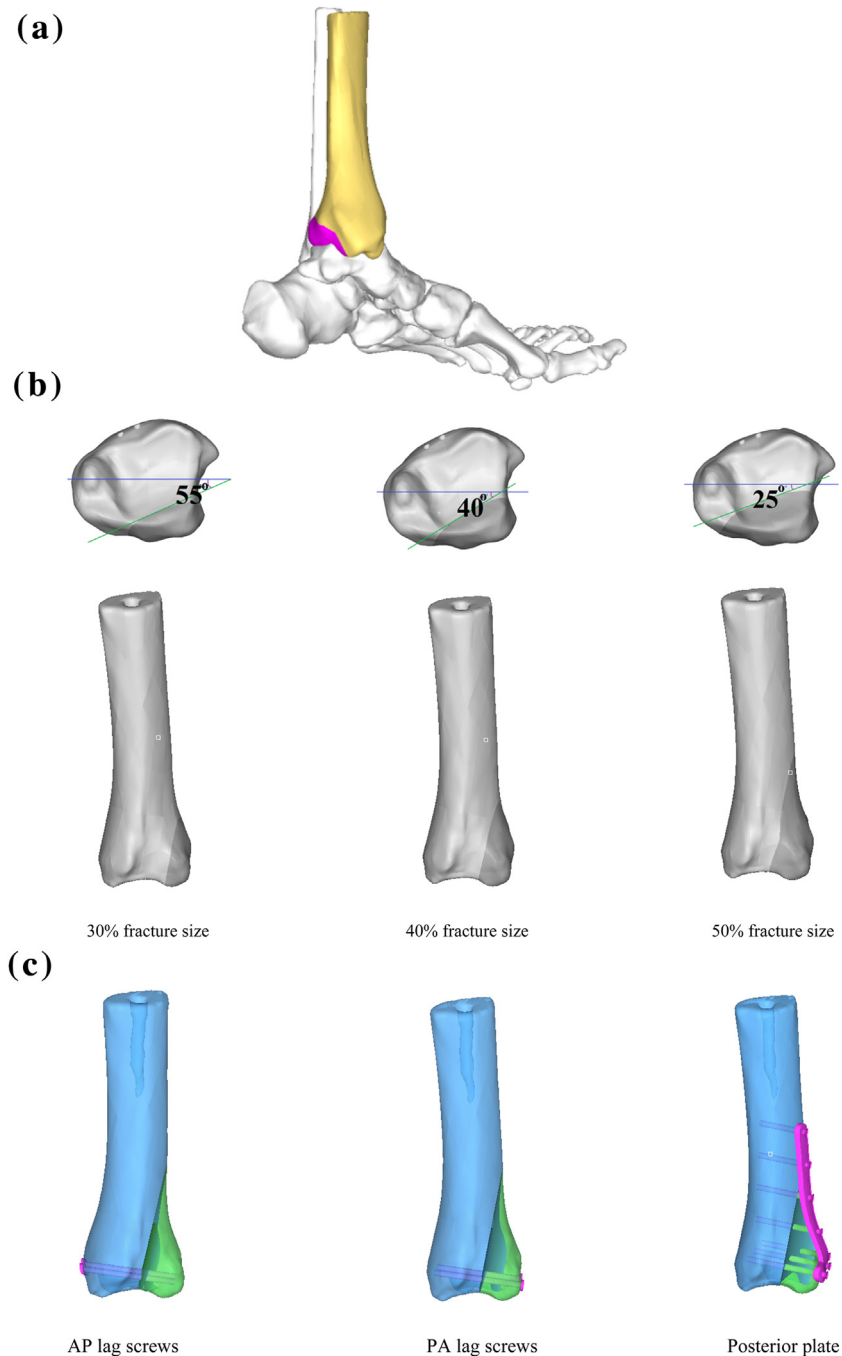 (a)
(b)
55° 40° 25°
30% fracture size 40% fracture size 50% fracture size
(c)
AP lag screws PA lag screws Posterior plate